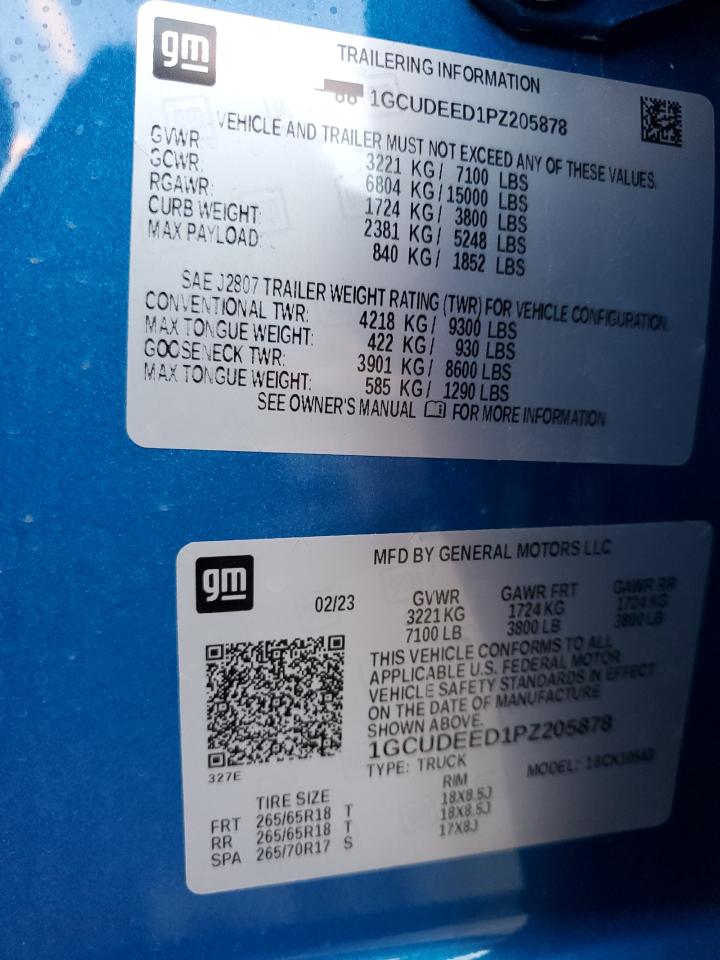 gm
TRAILERING INFORMATION
1GCUDEED1PZ205878
VEHICLE AND TRAILER MUST NOT EXCEED ANY OF THESE VALUES.
GVWR: 3221 KG/ 7100 LBS
GCWR: 6804 KG/ 15000 LBS
RGAWR: 1724 KG/ 3800 LBS
CURB WEIGHT: 2381 KG/ 5248 LBS
MAX PAYLOAD: 840 KG/ 1852 LBS
SAE J2807 TRAILER WEIGHT RATING (TWR) FOR VEHICLE CONFIGURATION.
CONVENTIONAL TWR: 4218 KG/ 9300 LBS
MAX TONGUE WEIGHT: 422 KG/ 930 LBS
GOOSENECK TWR: 3901 KG/ 8600 LBS
MAX TONGUE WEIGHT: 585 KG/ 1290 LBS
SEE OWNER'S MANUAL FOR MORE INFORMATION
gm
MFD BY GENERAL MOTORS LLC
02/23
GVWR GAWR FRT GAWR RR
3221 KG 1724 KG 1724 KG
7100 LB 3800 LB 3800 LB
THIS VEHICLE CONFORMS TO ALL
APPLICABLE U.S. FEDERAL MOTOR
VEHICLE SAFETY STANDARDS IN EFFECT
ON THE DATE OF MANUFACTURE
SHOWN ABOVE.
1GCUDEED1PZ205878
TYPE: TRUCK MODEL: 18CK10543
327E
TIRE SIZE RIM
FRT 265/65R18 T 18X8.5J
RR 265/65R18 T 18X8.5J
SPA 265/70R17 S 17X8J